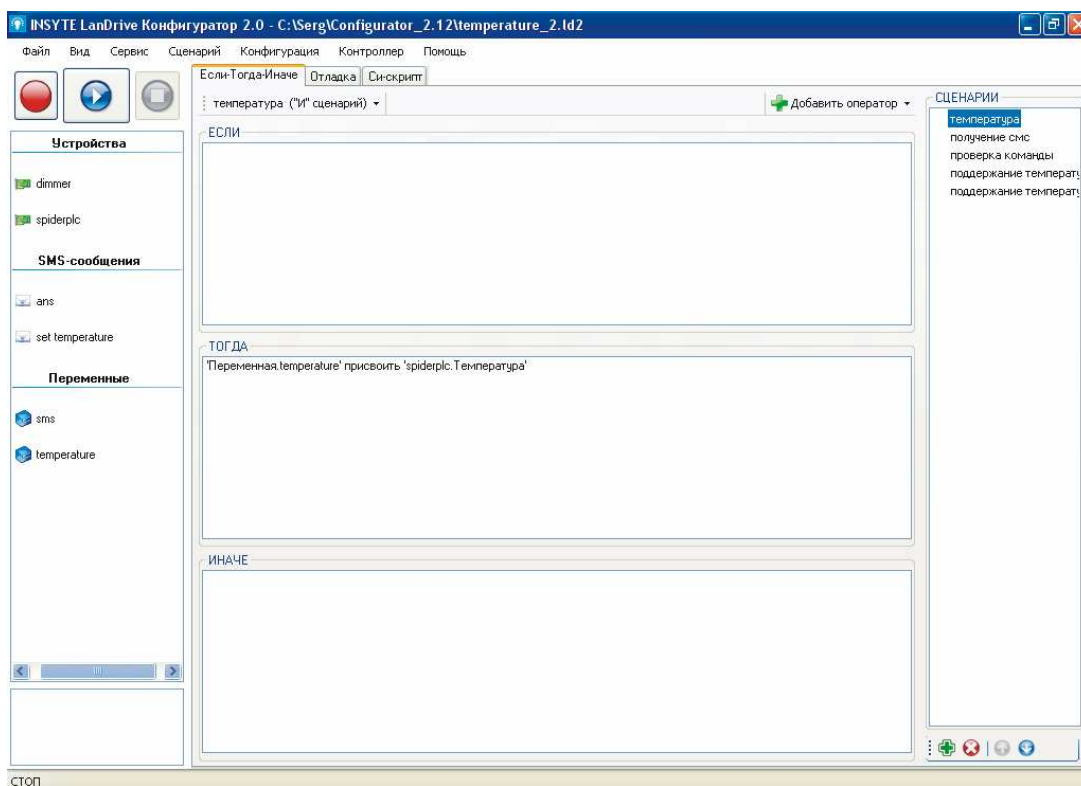 INSYTE LanDrive Конфигуратор 2.0 - C:\Serg\Configurator_2.12\temperature_2.ld2
Файл Вид Сервис Сценарий Конфигурация Контроллер Помощь
Если-Тогда-Иначе Отладка Си-скрипт
температура ("И" сценарий) Добавить оператор
Устройства
dimmer
spiderplc
SMS-сообщения
ans
set temperature
Переменные
sms
temperature
ЕСЛИ
ТОГДА
'Переменная.temperature' присвоить 'spiderplc.Температура'
ИНАЧЕ
СЦЕНАРИИ
температура
получение смс
проверка команды
поддержание
поддержание
СТОП